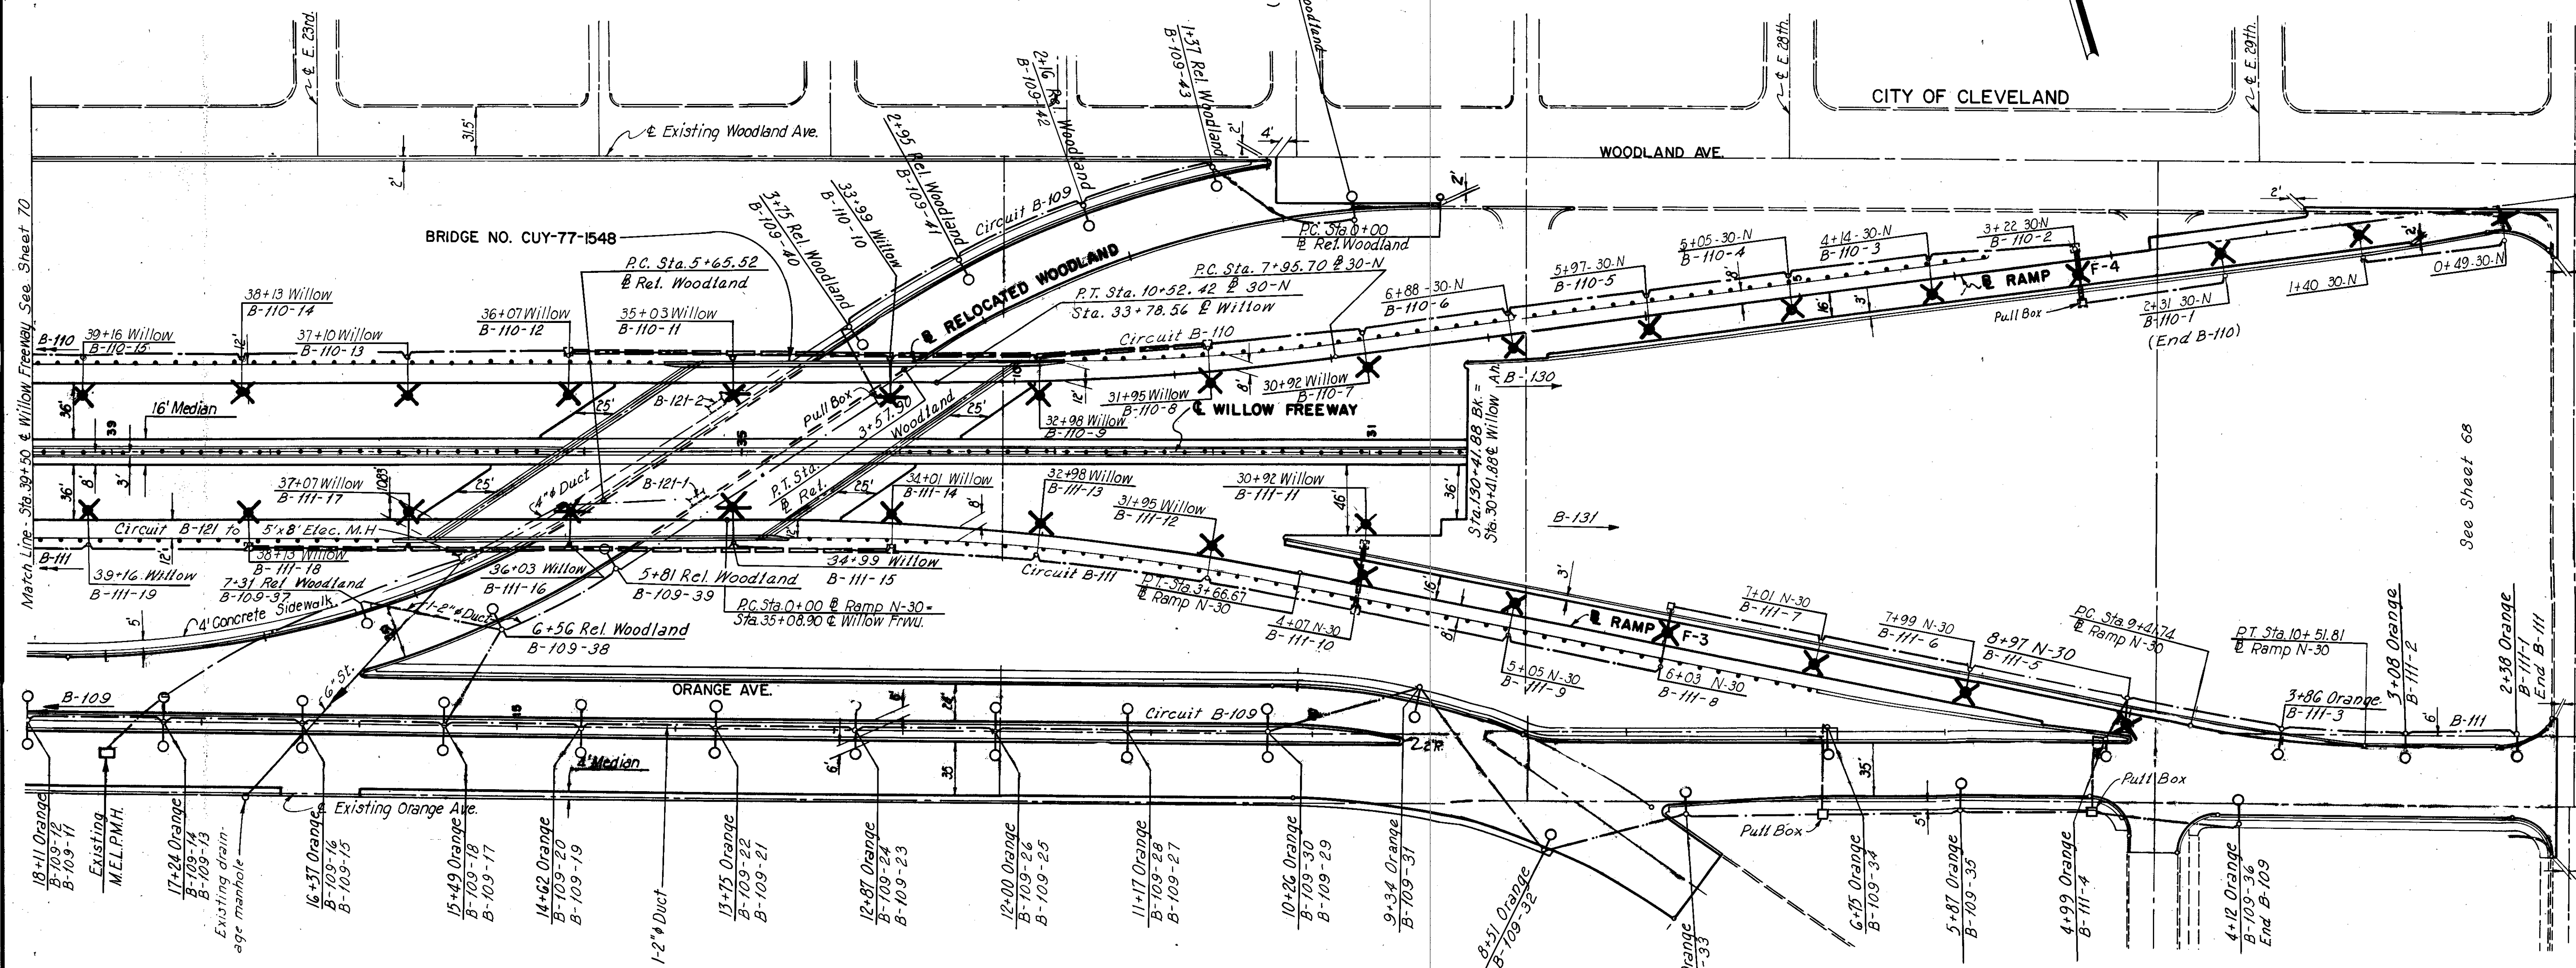 CITY OF CLEVELAND
℄ E. 23rd.
℄ E. 28th.
℄ E. 29th.
31.5'
℄ Existing Woodland Ave.
2'
WOODLAND AVE.
1+37 Rel. Woodland
B-109-43
2+16 Rel. Woodland
B-109-42
2+95 Rel. Woodland
B-109-41
33+99 Willow
B-110-10
3+75 Rel. Woodland
B-109-40
2'
4'
2'
2'
Circuit B-109
P.C. Sta. 0+00
℄ Rel. Woodland
BRIDGE NO. CUY-77-1548
RELOCATED WOODLAND
P.C. Sta. 5+65.52
℄ Rel. Woodland
P.C. Sta. 7+95.70 ℄ 30-N
P.T. Sta. 10+52.42 ℄ 30-N
Sta. 33+78.56 ℄ Willow
6+88-30-N
B-110-6
5+97-30-N
B-110-5
5+05-30-N
B-110-4
4+14-30-N
B-110-3
3+22 30-N
B-110-2
℄ RAMP F-4
8'
16'
3'
2'
Pull Box
2+31 30-N
B-110-1
(End B-110)
1+40 30-N
0+49-30-N
Match Line-Sta. 39+50 ℄ Willow Freeway, See Sheet 70
B-110
39+16 Willow
B-110-15
38+13 Willow
B-110-14
12'
37+10 Willow
B-110-13
36+07 Willow
B-110-12
35+03 Willow
B-110-11
Circuit B-110
36'
16' Median
39
25'
B-121-2
Pull Box
3+57.90
Woodland
25'
16'
12'
32+98 Willow
B-110-9
31+95 Willow
B-110-8
8'
30+92 Willow
B-110-7
℄ WILLOW FREEWAY
35
31
B-130
Sta. 130+41.88 Bk. =
Sta. 30+41.88 ℄ Willow Ah.
36'
8'
3'
37+07 Willow
B-111-17
10.83'
25'
4"⌀ Duct
B-121-1
P.T. Sta.
℄ Rel.
25'
34+01 Willow
B-111-14
8'
32+98 Willow
B-111-13
31+95 Willow
B-111-12
30+92 Willow
B-111-11
46'
36'
B-131
See Sheet 68
Circuit B-121 to 5'x8' Elec. M.H
12'
B-111
39+16 Willow
B-111-19
38+13 Willow
B-111-18
7+31 Rel. Woodland
B-109-37
36+03 Willow
B-111-16
5+81 Rel. Woodland
B-109-39
34+99 Willow
B-111-15
P.C. Sta. 0+00 ℄ Ramp N-30 =
Sta. 35+08.90 ℄ Willow Frwy.
Circuit B-111
P.T.-Sta. 3+66.67
℄ Ramp N-30
4+07 N-30
B-111-10
16'
8'
3'
℄ RAMP F-3
5+05 N-30
B-111-9
6+03 N-30
B-111-8
7+01 N-30
B-111-7
7+99 N-30
B-111-6
8+97 N-30
B-111-5
P.C. Sta. 9+41.74
℄ Ramp N-30
P.T. Sta. 10+51.81
℄ Ramp N-30
3+86 Orange
B-111-3
3+08 Orange
B-111-2
2+38 Orange
B-111-1
End B-111
6'
B-111
5'
4' Concrete Sidewalk
1-2"⌀ Duct
6+56 Rel. Woodland
B-109-38
6" St.
ORANGE AVE.
B-109
15
24'
6'
Circuit B-109
2'R.
6'
35'
4' Median
℄ Existing Orange Ave.
35'
Pull Box
Pull Box
5'
18+11 Orange
B-109-12
B-109-11
Existing
M.E.L.P.M.H.
17+24 Orange
B-109-14
B-109-13
Existing drain-
age manhole
16+37 Orange
B-109-16
B-109-15
15+49 Orange
B-109-18
B-109-17
14+62 Orange
B-109-20
B-109-19
1-2"⌀ Duct
13+75 Orange
B-109-22
B-109-21
12+87 Orange
B-109-24
B-109-23
12+00 Orange
B-109-26
B-109-25
11+17 Orange
B-109-28
B-109-27
10+26 Orange
B-109-30
B-109-29
9+34 Orange
B-109-31
8+51 Orange
B-109-32
6+75 Orange
B-109-34
5+87 Orange
B-109-35
4+99 Orange
B-111-4
4+12 Orange
B-109-36
End B-109